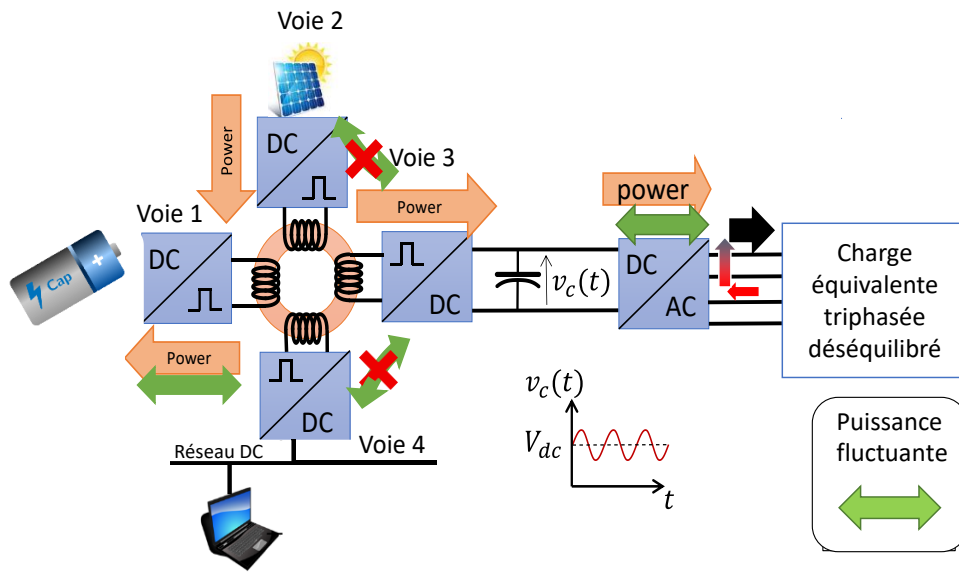 Voie 2
Power
DC
Voie 3
Power
power
Voie 1
Cap
+
DC
DC
v_c(t)
DC
AC
Charge
équivalente
triphasée
déséquilibré
Power
DC
Voie 4
Réseau DC
v_c(t)
V_{dc}
t
Puissance
fluctuante